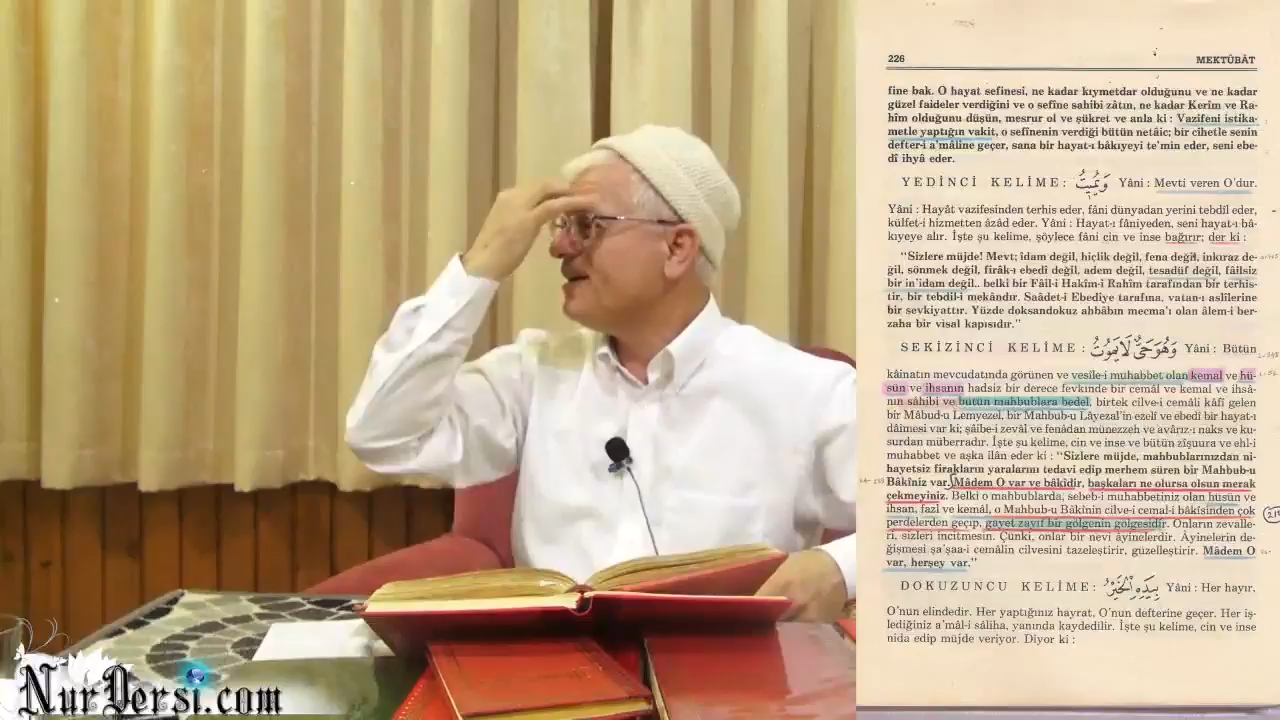 226 MEKTÛBÂT
fine bak. O hayat sefinesi, ne kadar kıymetdar olduğunu ve ne kadar
güzel faideler verdiğini ve o sefîne sahibi zâtın, ne kadar Kerîm ve Ra-
hîm olduğunu düşün, mesrur ol ve şükret ve anla ki : Vazifeni istika-
metle yaptığın vakit, o sefinenin verdiği bütün netâic; bir cihetle senin
defter-i a'mâline geçer, sana bir hayat-ı bâkiyeyi te'min eder, seni ebe-
dî ihyâ eder.
YEDİNCİ KELİME: وَيُمِيتُ Yâni : Mevti veren O'dur.
Yâni : Hayât vazifesinden terhis eder, fâni dünyadan yerini tebdîl eder,
külfet-i hizmetten âzâd eder. Yâni : Hayat-ı fâniyeden, seni hayat-ı bâ-
kıyeye alır. İşte şu kelime, şöylece fâni cin ve inse bağırır; der ki :
"Sizlere müjde! Mevt; îdam değil, hiçlik değil, fena değil, inkıraz de-
ğil, sönmek değil, firâk-ı ebedî değil, adem değil, tesadüf değil, fâilsiz
bir in'idam değil.. belki bir Fâil-i Hakîm-i Rahîm tarafından bir terhis-
tir, bir tebdil-i mekândır. Saâdet-i Ebediye tarafına, vatan-ı aslîlerine
bir sevkiyattır. Yüzde doksandokuz ahbâbın mecma'ı olan âlem-i ber-
zaha bir visal kapısıdır."
SEKİZİNCİ KELİME : وَهُوَ حَىٌّ لَا يَمُوتُ Yâni : Bütün
kâinatın mevcudatında görünen ve vesîle-i muhabbet olan kemal ve hü-
sün ve ihsanın hadsiz bir derece fevkinde bir cemâl ve kemal ve ihsâ-
nın sâhibi ve bütün mahbublara bedel, birtek cilve-i cemâli kâfî gelen
bir Mâbud-u Lemyezel, bir Mahbub-u Lâyezal'in ezelî ve ebedî bir hayat-ı
dâimesi var ki; şâibe-i zevâl ve fenâdan münezzeh ve avârız-ı naks ve ku-
surdan müberradır. İşte şu kelime, cin ve inse ve bütün zîşuura ve ehl-i
muhabbet ve aşka ilân eder ki : "Sizlere müjde, mahbublarınızdan ni-
hayetsiz firakların yaralarını tedavi edip merhem süren bir Mahbub-u
Bâkîniz var. Mâdem O var ve bâkîdir, başkaları ne olursa olsun merak
çekmeyiniz. Belki o mahbublarda, sebeb-i muhabbetiniz olan hüsün ve
ihsan, fazl ve kemâl, o Mahbub-u Bâkînin cilve-i cemal-i bâkîsinden çok
perdelerden geçip, gayet zayıf bir gölgenin gölgesidir. Onların zevalle-
ri, sizleri incitmesin. Çünki, onlar bir nevi âyinelerdir. Âyinelerin de-
ğişmesi şa'şaa-i cemâlin cilvesini tazeleştirir, güzelleştirir. Mâdem O
var, herşey var."
DOKUZUNCU KELİME: بِيَدِهِ الْخَيْرُ Yâni : Her hayır.
O'nun elindedir. Her yaptığınız hayrat, O'nun defterine geçer. Her iş-
lediğiniz a'mâl-i sâliha, yanında kaydedilir. İşte şu kelime, cin ve inse
nida edip müjde veriyor. Diyor ki :
NurDersi.com